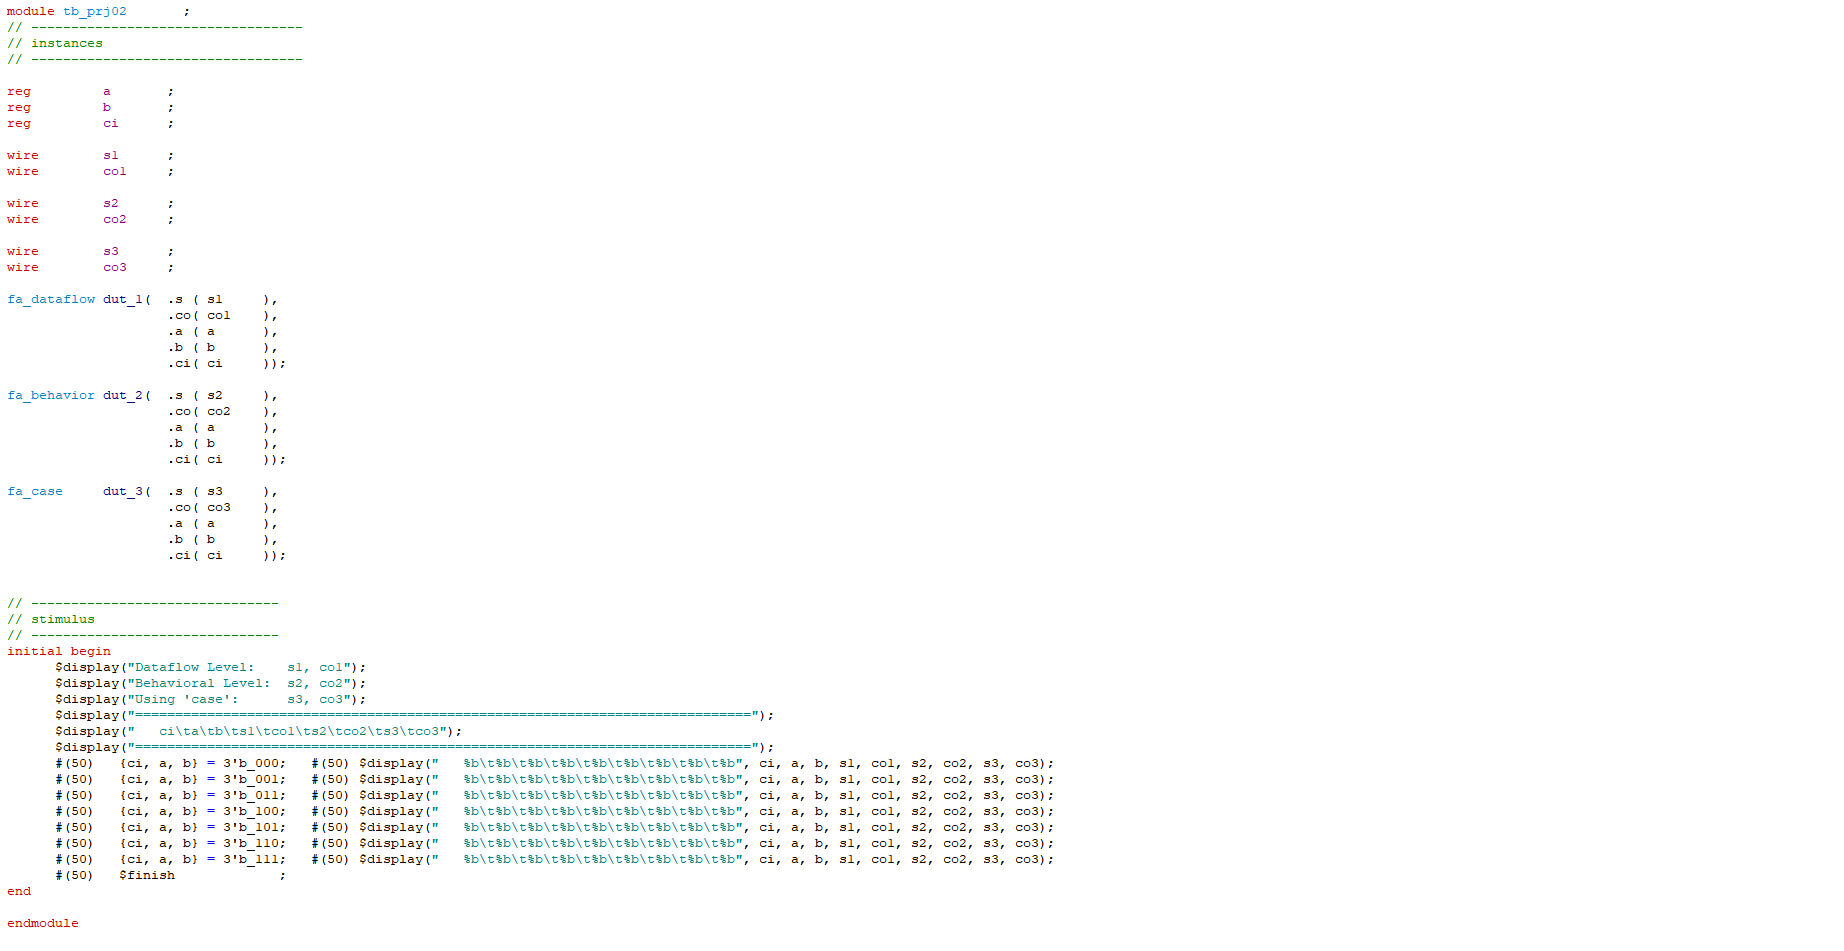 module tb_prj02       ;
// ----------------------------------
// instances
// ----------------------------------
reg         a       ;
reg         b       ;
reg         ci      ;
wire        s1      ;
wire        co1     ;
wire        s2      ;
wire        co2     ;
wire        s3      ;
wire        co3     ;
fa_dataflow dut_1(  .s ( s1     ),
                    .co( co1    ),
                    .a ( a      ),
                    .b ( b      ),
                    .ci( ci     ));
fa_behavior dut_2(  .s ( s2     ),
                    .co( co2    ),
                    .a ( a      ),
                    .b ( b      ),
                    .ci( ci     ));
fa_case     dut_3(  .s ( s3     ),
                    .co( co3    ),
                    .a ( a      ),
                    .b ( b      ),
                    .ci( ci     ));
// -------------------------------
// stimulus
// -------------------------------
initial begin
      $display("Dataflow Level:    s1, co1");
      $display("Behavioral Level:  s2, co2");
      $display("Using 'case':      s3, co3");
      $display("=============================================================================");
      $display("   ci\ta\tb\ts1\tco1\ts2\tco2\ts3\tco3");
      $display("=============================================================================");
      #(50)   {ci, a, b} = 3'b_000;   #(50) $display("   %b\t%b\t%b\t%b\t%b\t%b\t%b\t%b\t%b", ci, a, b, s1, co1, s2, co2, s3, co3);
      #(50)   {ci, a, b} = 3'b_001;   #(50) $display("   %b\t%b\t%b\t%b\t%b\t%b\t%b\t%b\t%b", ci, a, b, s1, co1, s2, co2, s3, co3);
      #(50)   {ci, a, b} = 3'b_011;   #(50) $display("   %b\t%b\t%b\t%b\t%b\t%b\t%b\t%b\t%b", ci, a, b, s1, co1, s2, co2, s3, co3);
      #(50)   {ci, a, b} = 3'b_100;   #(50) $display("   %b\t%b\t%b\t%b\t%b\t%b\t%b\t%b\t%b", ci, a, b, s1, co1, s2, co2, s3, co3);
      #(50)   {ci, a, b} = 3'b_101;   #(50) $display("   %b\t%b\t%b\t%b\t%b\t%b\t%b\t%b\t%b", ci, a, b, s1, co1, s2, co2, s3, co3);
      #(50)   {ci, a, b} = 3'b_110;   #(50) $display("   %b\t%b\t%b\t%b\t%b\t%b\t%b\t%b\t%b", ci, a, b, s1, co1, s2, co2, s3, co3);
      #(50)   {ci, a, b} = 3'b_111;   #(50) $display("   %b\t%b\t%b\t%b\t%b\t%b\t%b\t%b\t%b", ci, a, b, s1, co1, s2, co2, s3, co3);
      #(50)   $finish             ;
end
endmodule